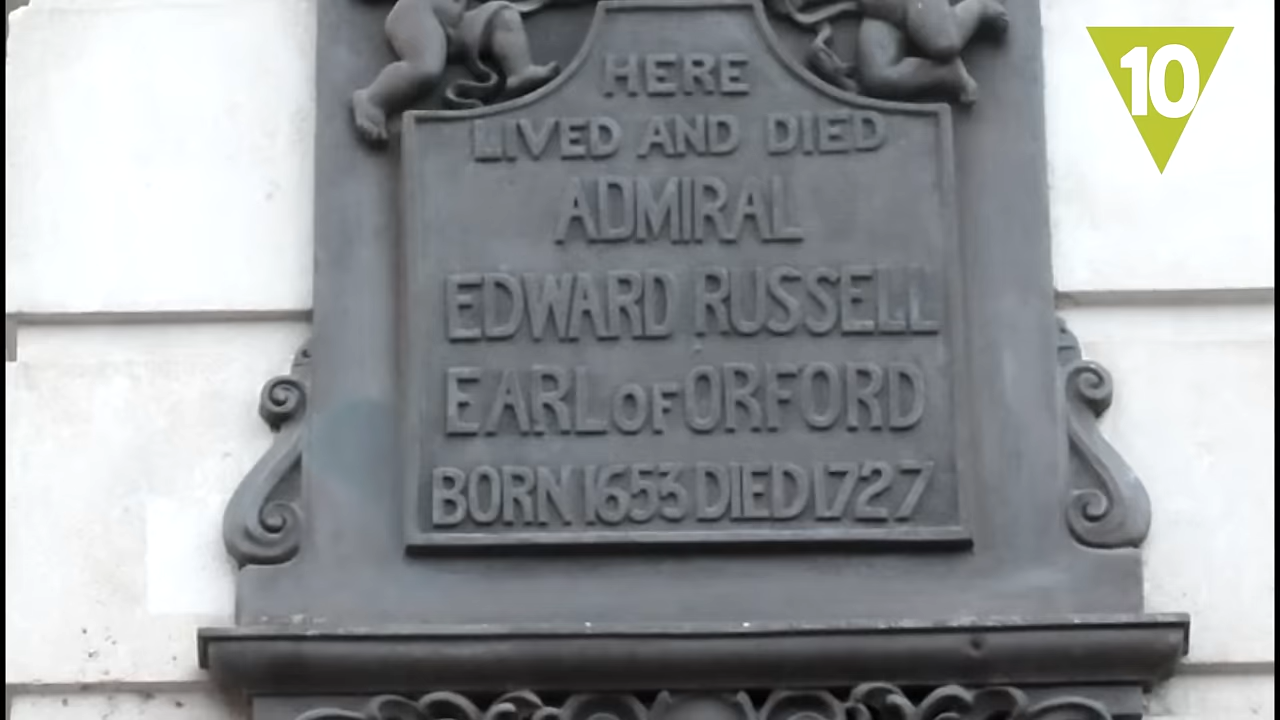 10
HERE
LIVED AND DIED
ADMIRAL
EDWARD RUSSELL
EARL OF ORFORD
BORN 1653 DIED 1727